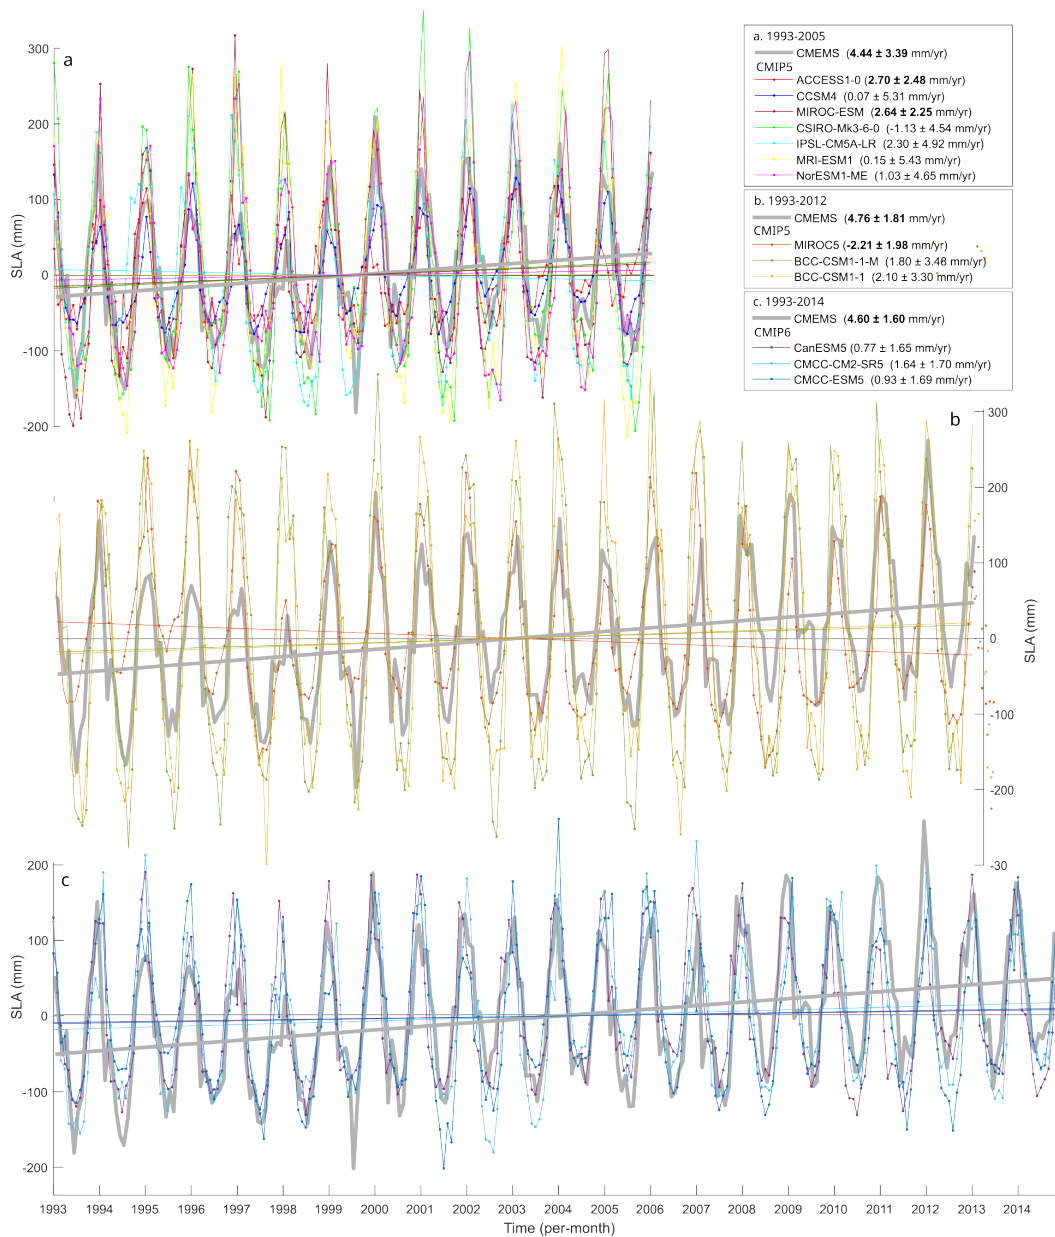 a
300
200
100
0
-100
-200
SLA (mm)
a. 1993-2005
CMEMS (4.44 ± 3.39 mm/yr)
CMIP5
ACCESS1-0 (2.70 ± 2.48 mm/yr)
CCSM4 (0.07 ± 5.31 mm/yr)
MIROC-ESM (2.64 ± 2.25 mm/yr)
CSIRO-Mk3-6-0 (-1.13 ± 4.54 mm/yr)
IPSL-CM5A-LR (2.30 ± 4.92 mm/yr)
MRI-ESM1 (0.15 ± 5.43 mm/yr)
NorESM1-ME (1.03 ± 4.65 mm/yr)
b. 1993-2012
CMEMS (4.76 ± 1.81 mm/yr)
CMIP5
MIROC5 (-2.21 ± 1.98 mm/yr)
BCC-CSM1-1-M (1.80 ± 3.48 mm/yr)
BCC-CSM1-1 (2.10 ± 3.30 mm/yr)
c. 1993-2014
CMEMS (4.60 ± 1.60 mm/yr)
CMIP6
CanESM5 (0.77 ± 1.65 mm/yr)
CMCC-CM2-SR5 (1.64 ± 1.70 mm/yr)
CMCC-ESM5 (0.93 ± 1.69 mm/yr)
b
300
200
100
0
-100
-200
-30
SLA (mm)
c
200
100
0
-100
-200
SLA (mm)
1993 1994 1995 1996 1997 1998 1999 2000 2001 2002 2003 2004 2005 2006 2007 2008 2009 2010 2011 2012 2013 2014
Time (per-month)